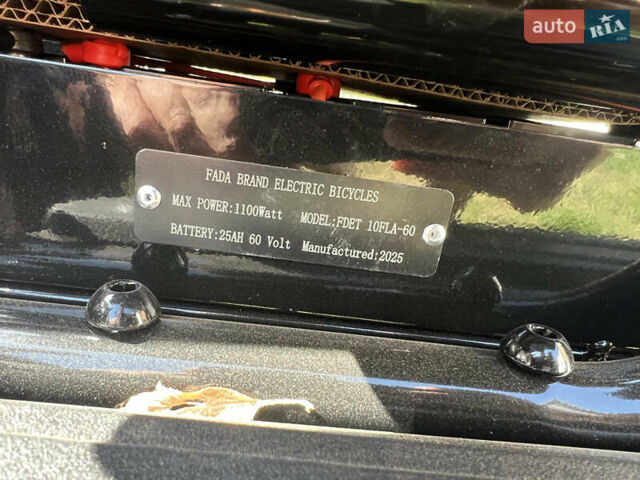 auto RIA
.com
FADA BRAND ELECTRIC BICYCLES
MAX POWER:1100Watt MODEL:FDET 10FLA-60
BATTERY:25AH 60 Volt Manufactured:2025